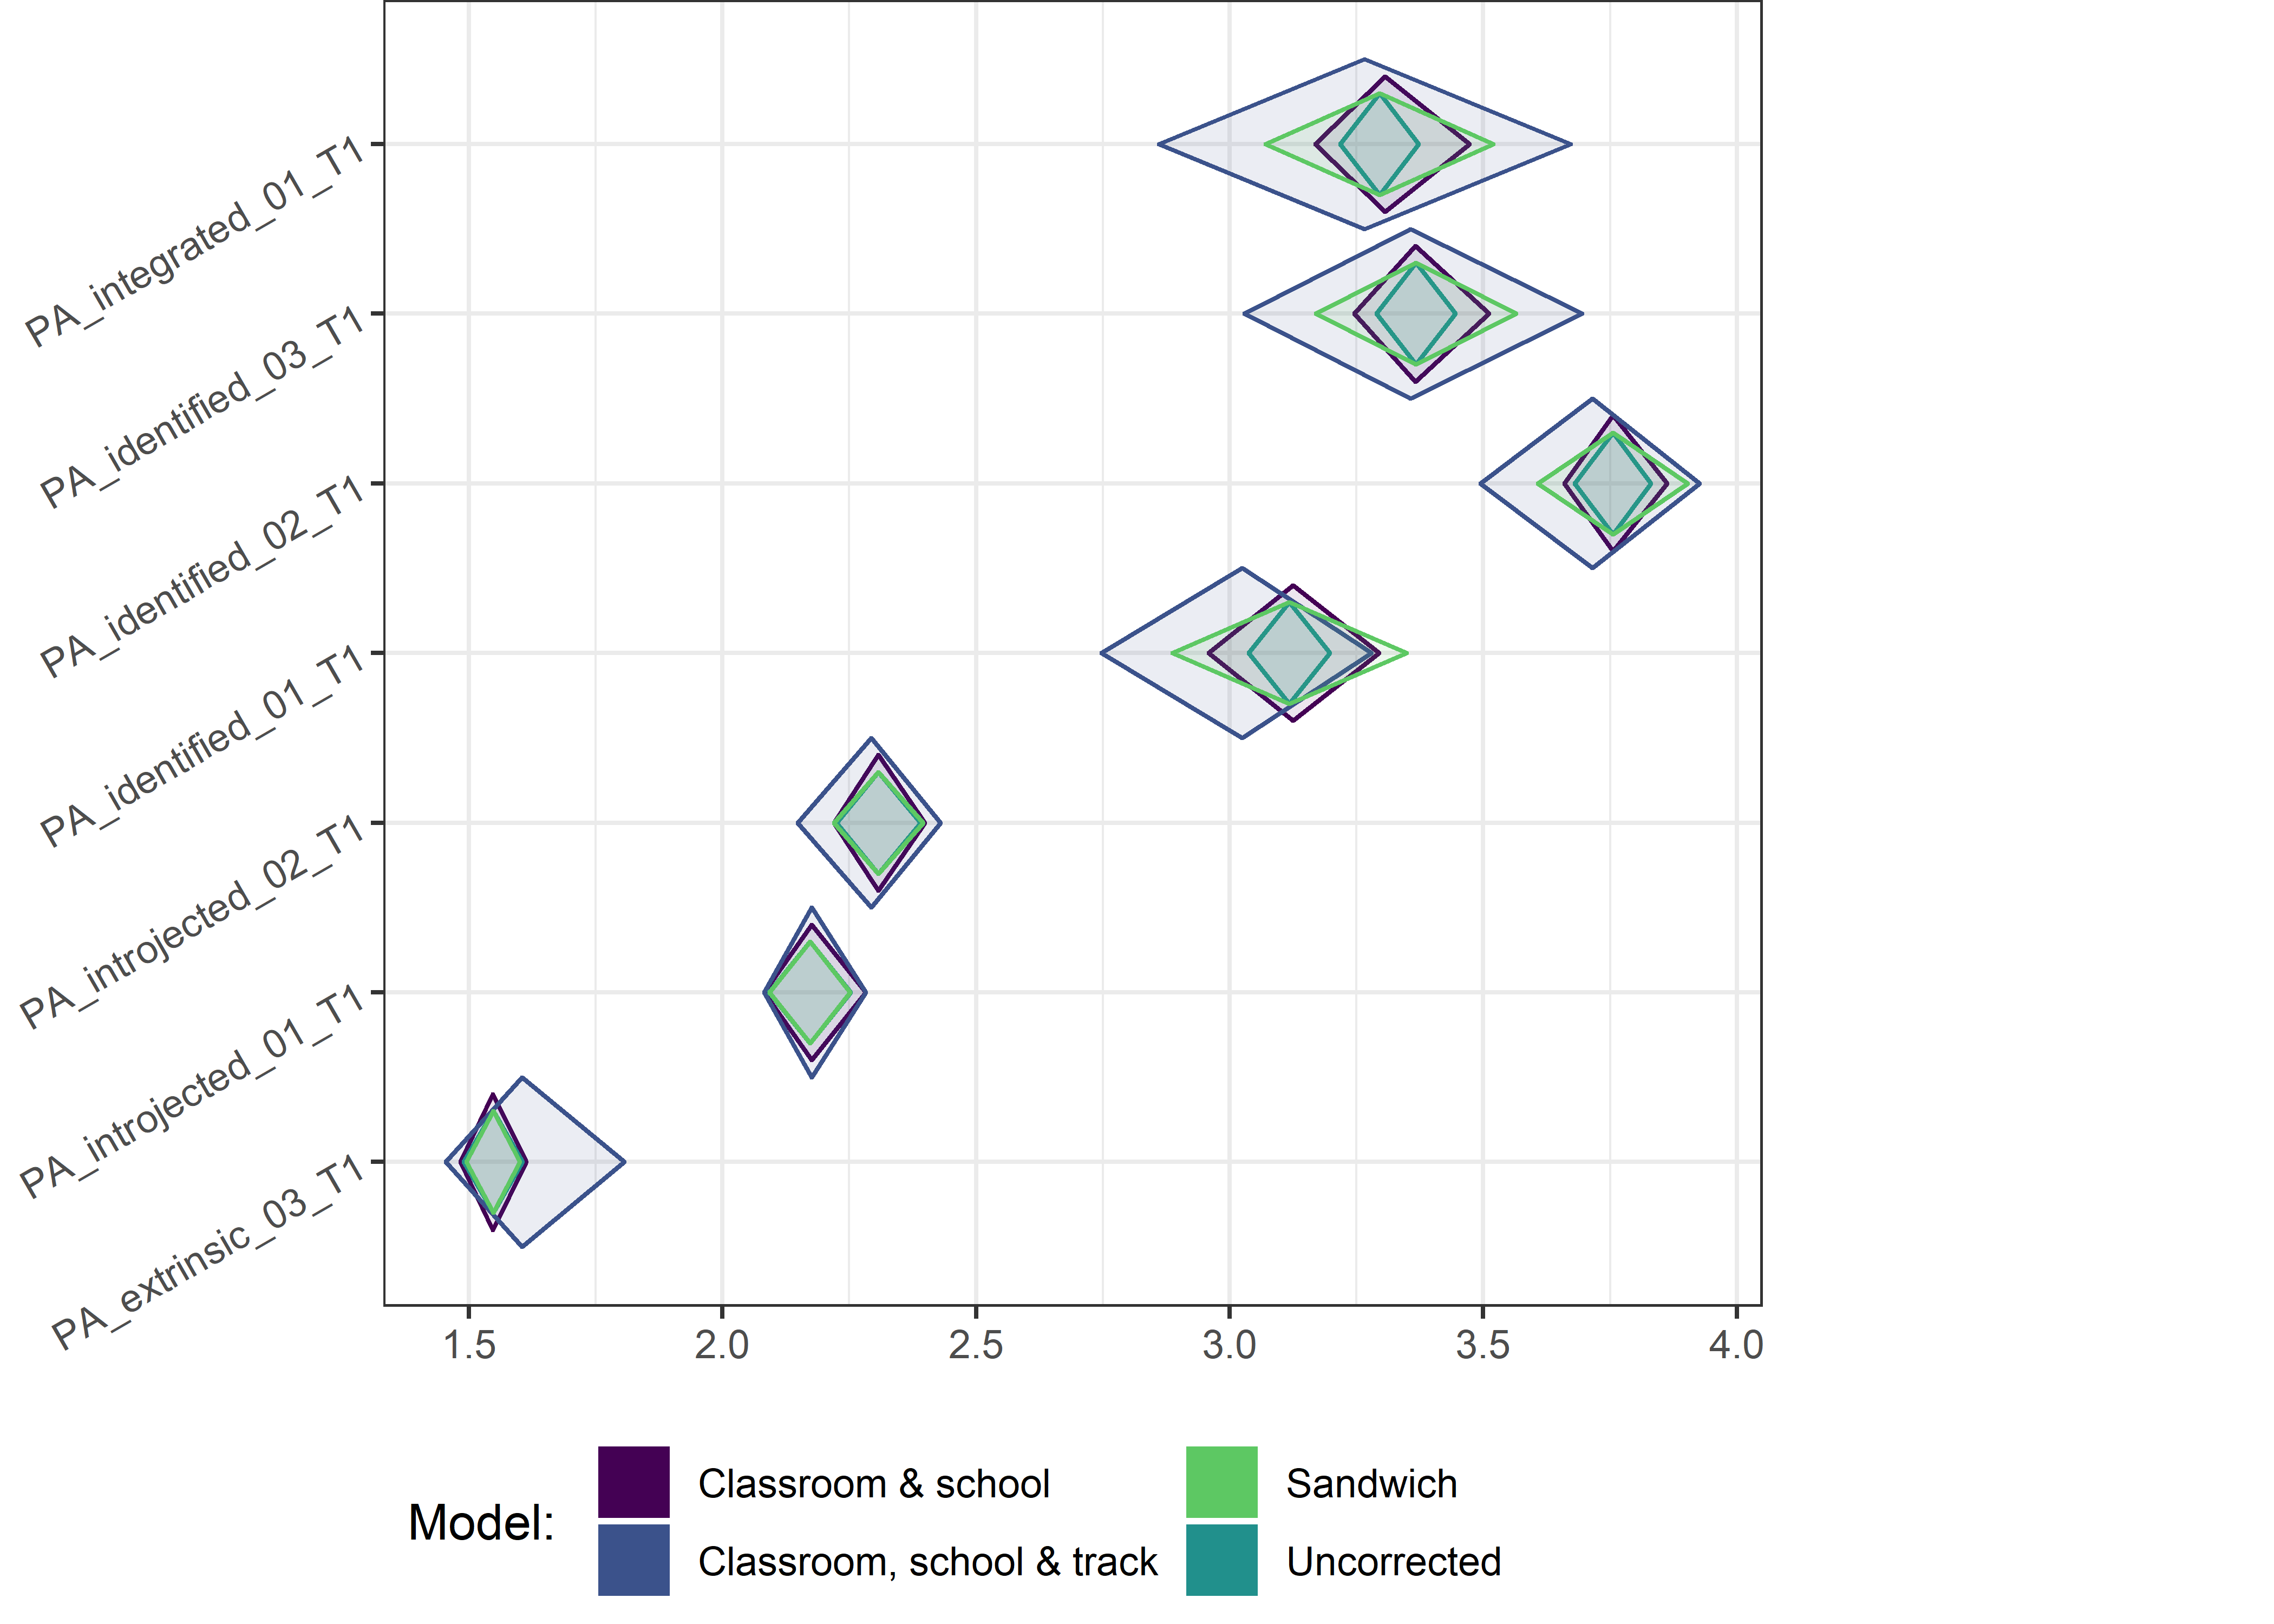 PA_integrated_01_T1
PA_identified_03_T1
PA_identified_02_T1
PA_identified_01_T1
PA_introjected_02_T1
PA_introjected_01_T1
PA_extrinsic_03_T1
1.5 2.0 2.5 3.0 3.5 4.0
Model:
Classroom & school
Classroom, school & track
Sandwich
Uncorrected